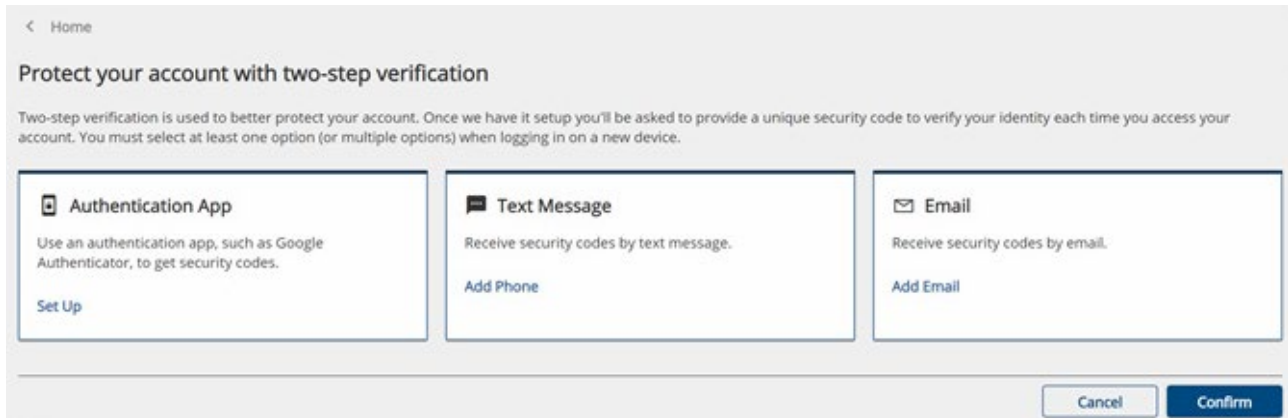 Home
Protect your account with two-step verification
Two-step verification is used to better protect your account. Once we have it setup you'll be asked to provide a unique security code to verify your identity each time you access your
account. You must select at least one option (or multiple options) when logging in on a new device.
Authentication App
Use an authentication app, such as Google
Authenticator, to get security codes.
Set Up
Text Message
Receive security codes by text message.
Add Phone
Email
Receive security codes by email.
Add Email
Cancel
Confirm